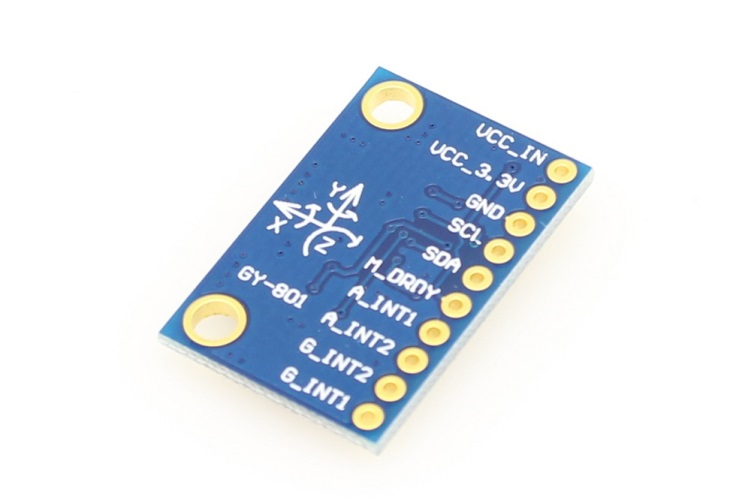 VCC_IN
VCC_3.3V
GND
SCL
SDA
M_DRDY
A_INT1
A_INT2
G_INT2
G_INT1
Y
X
Z
GY-801